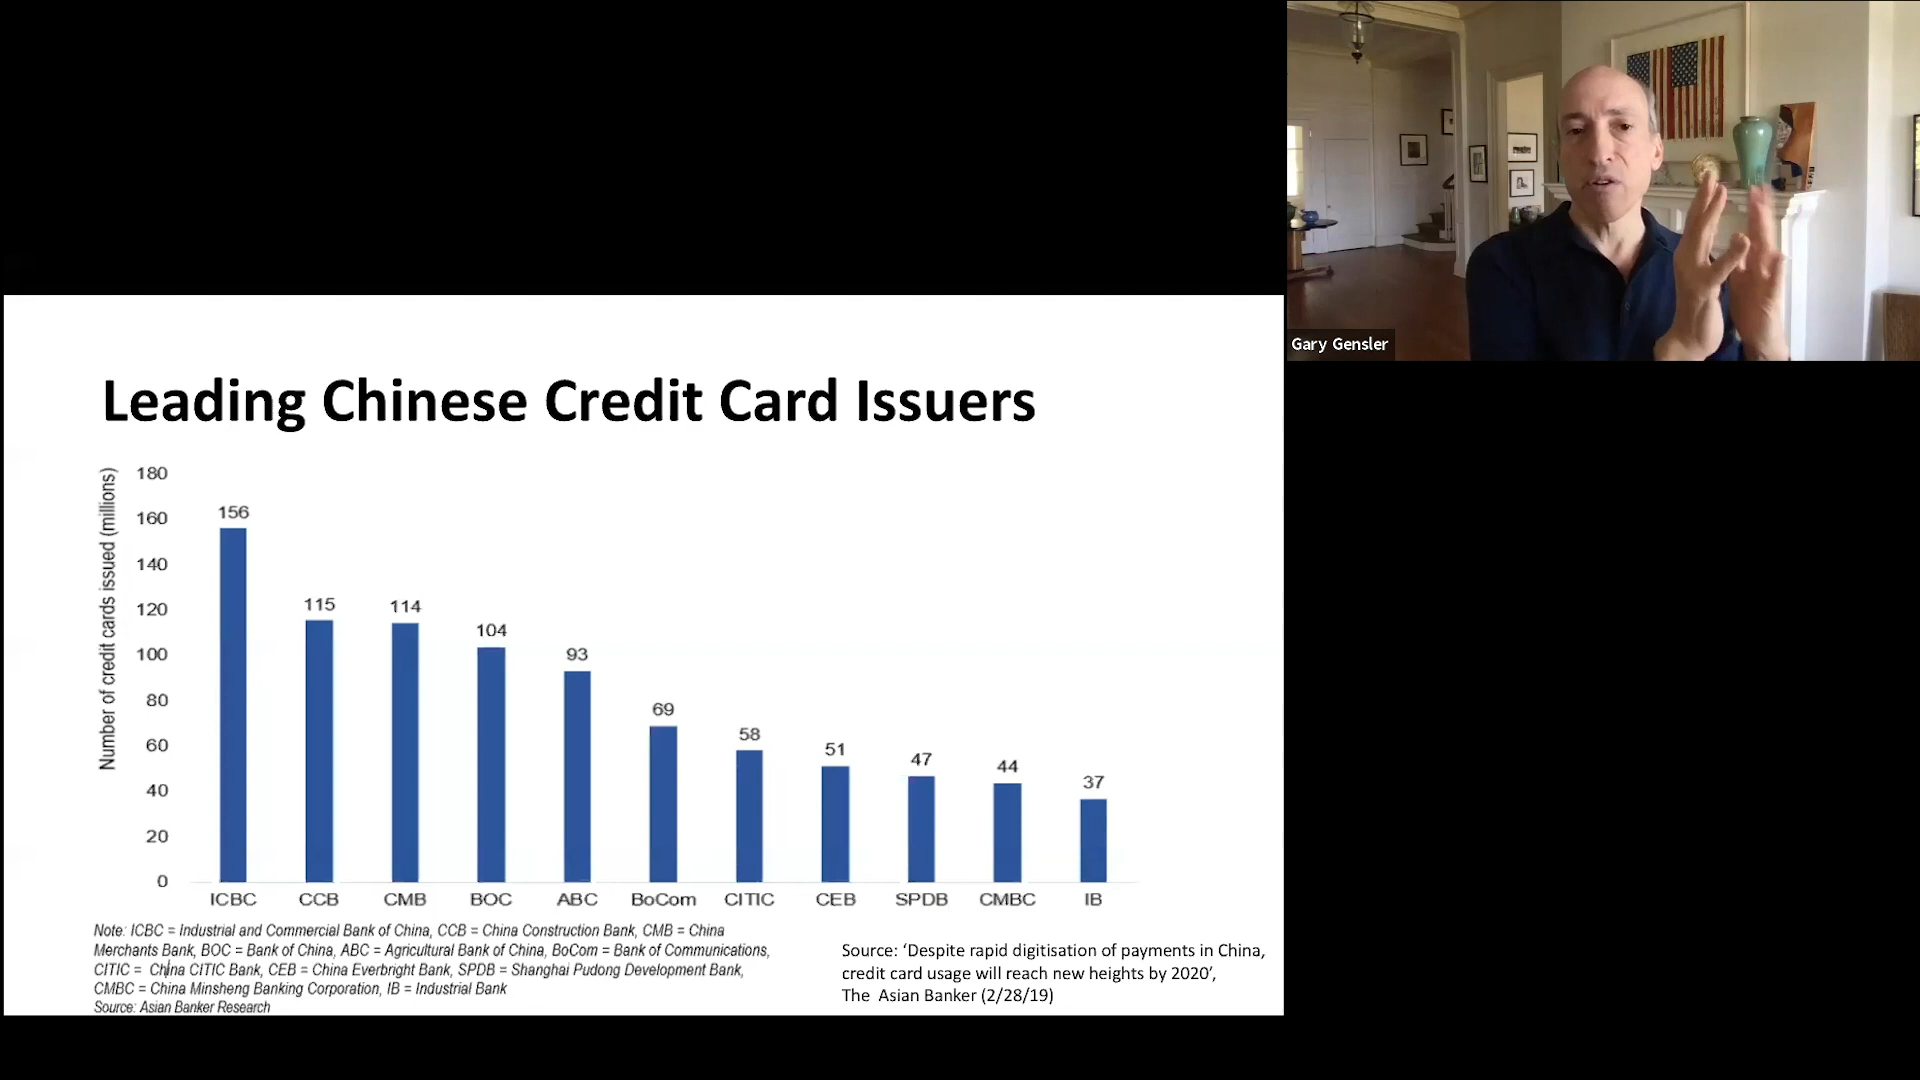 Gary Gensler
Leading Chinese Credit Card Issuers
Number of credit cards issued (millions)
180
160
140
120
100
80
60
40
20
0
156
115
114
104
93
69
58
51
47
44
37
ICBC CCB CMB BOC ABC BoCom CITIC CEB SPDB CMBC IB
Note: ICBC = Industrial and Commercial Bank of China, CCB = China Construction Bank, CMB = China
Merchants Bank, BOC = Bank of China, ABC = Agricultural Bank of China, BoCom = Bank of Communications,
CITIC = China CITIC Bank, CEB = China Everbright Bank, SPDB = Shanghai Pudong Development Bank,
CMBC = China Minsheng Banking Corporation, IB = Industrial Bank
Source: Asian Banker Research
Source: ‘Despite rapid digitisation of payments in China,
credit card usage will reach new heights by 2020’,
The Asian Banker (2/28/19)